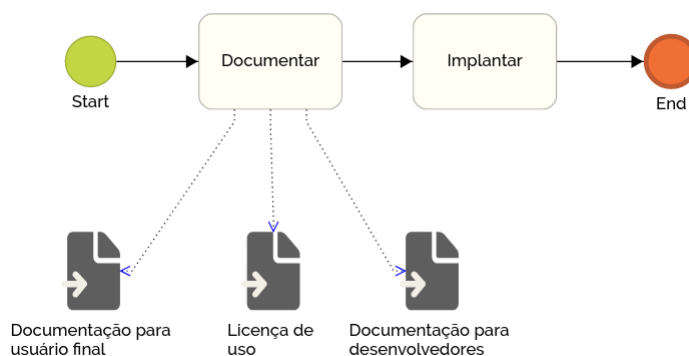 Documentar
Implantar
Start
End
Documentação para
usuário final
Licença de
uso
Documentação para
desenvolvedores